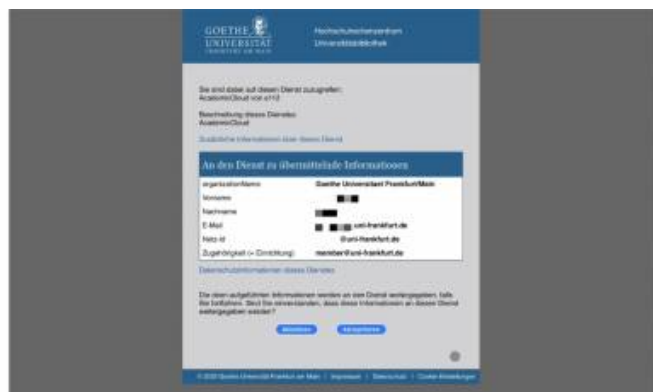 GOETHE
UNIVERSITÄT
FRANKFURT AM MAIN
Hochschulrechenzentrum
Universitätsbibliothek
Sie sind dabei auf diesen Dienst zuzugreifen:
AcademicCloud von
Beschreibung dieses Dienstes
AcademicCloud
Zusätzliche Informationen über diesen Dienst
An den Dienst zu übermittelnde Informationen
organizationName Goethe Universität Frankfurt/Main
Vorname
Nachname
E-Mail uni-frankfurt.de
Netz-Id @uni-frankfurt.de
Zugehörigkeit (+ Einrichtung) member@uni-frankfurt.de
Datenschutzinformationen dieses Dienstes
Die oben aufgeführten Informationen werden an den Dienst weitergegeben, falls
Sie fortfahren. Sind Sie einverstanden, dass diese Informationen an diesen Dienst
weitergegeben werden?
Ablehnen Akzeptieren
Goethe Universität Frankfurt am Main | Impressum | Datenschutz | Cookie-Einstellungen